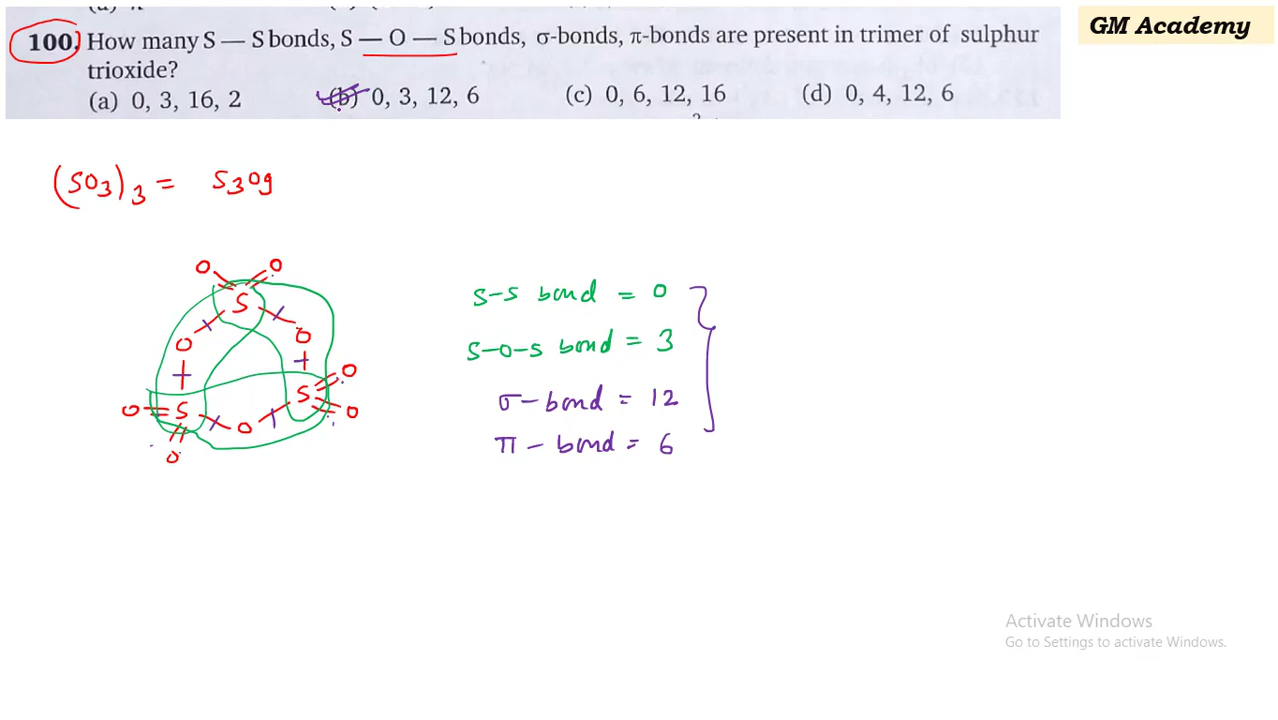 GM Academy
100. How many S — S bonds, S — O — S bonds, σ-bonds, π-bonds are present in trimer of sulphur
trioxide?
(a) 0, 3, 16, 2 (b) 0, 3, 12, 6 (c) 0, 6, 12, 16 (d) 0, 4, 12, 6
(SO3)3 = S3O9
O O
S
O O
S O
O S O
O
O
S-S bond = 0
S-O-S bond = 3
σ-bond = 12
π-bond = 6
Activate Windows
Go to Settings to activate Windows.